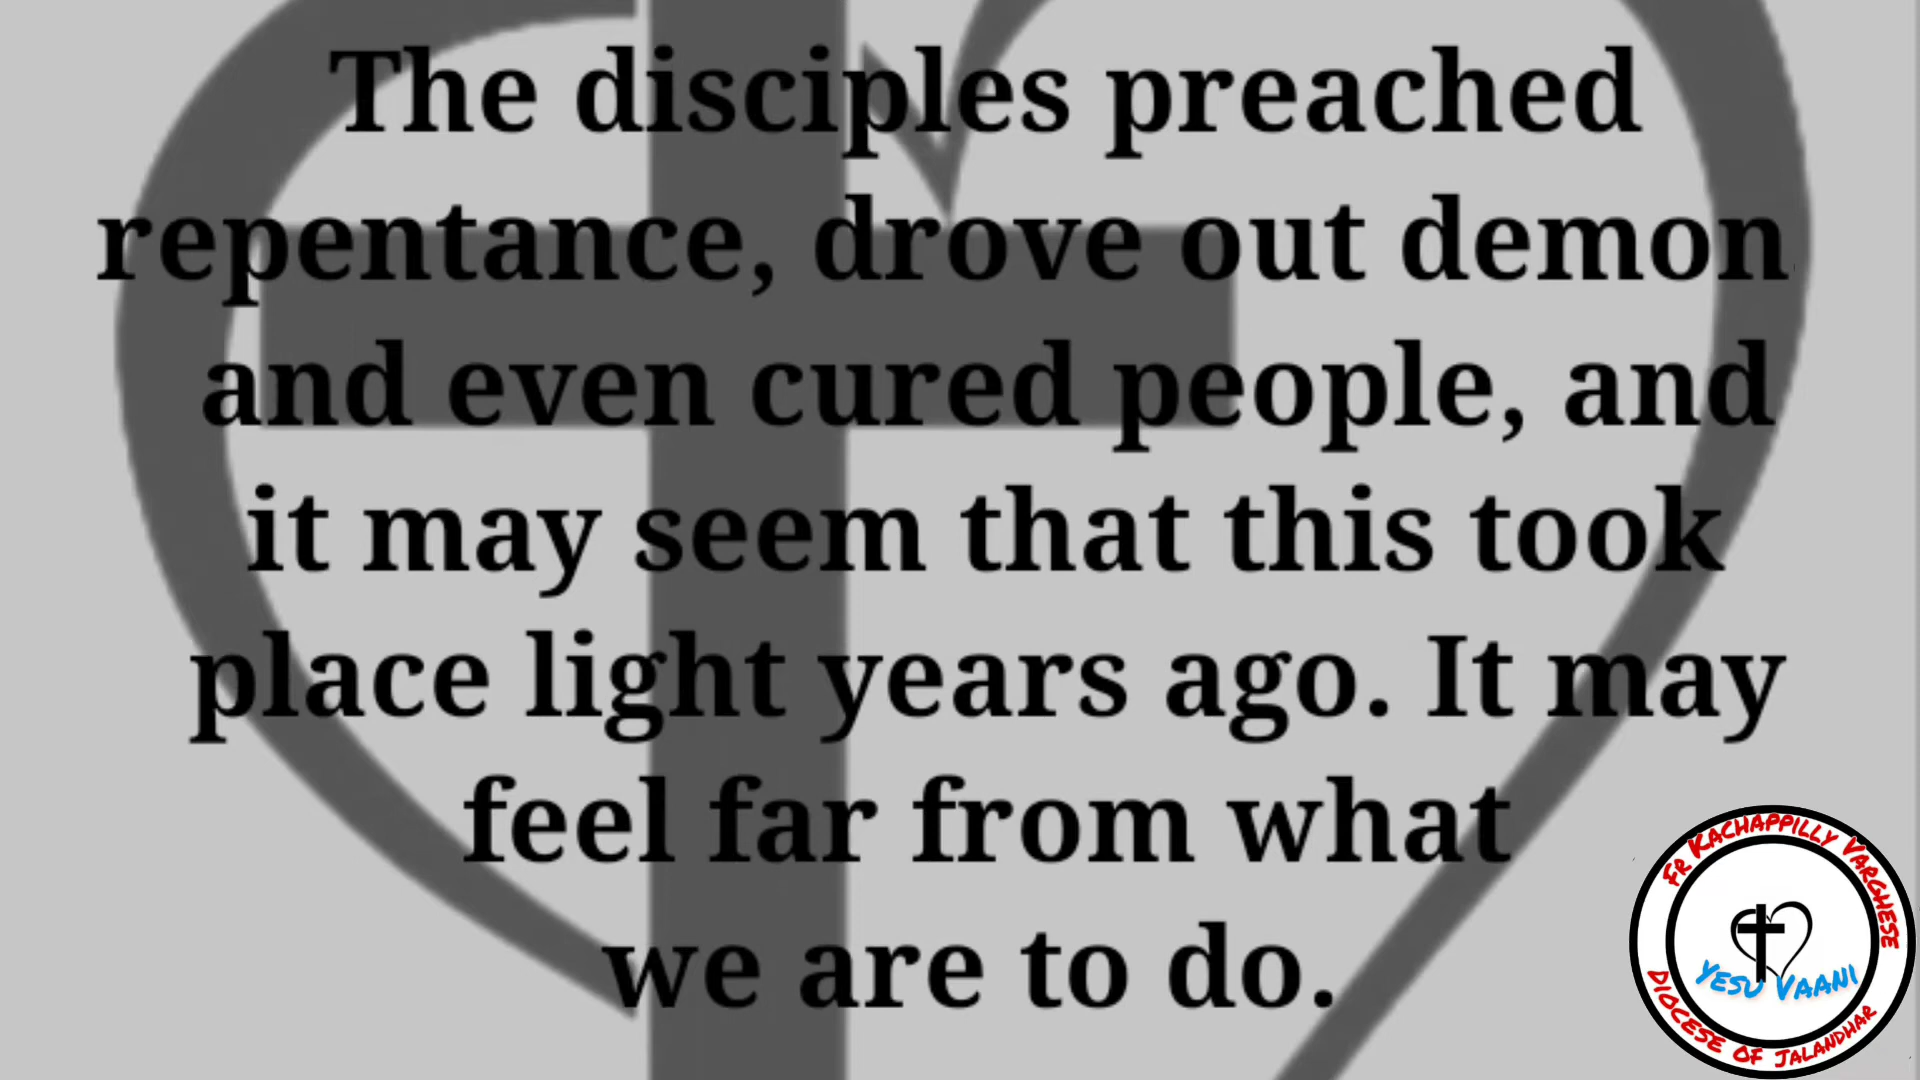 The disciples preached
repentance, drove out demon
and even cured people, and
it may seem that this took
place light years ago. It may
feel far from what
we are to do.
Fr Kachappilly Varghese
Yesu Vaani
Diocese of Jalandhar